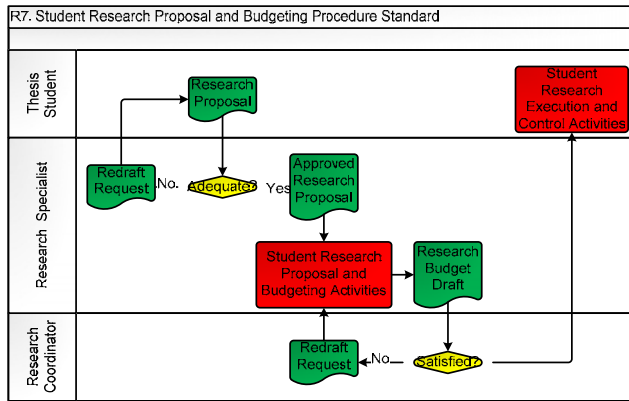 R7. Student Research Proposal and Budgeting Procedure Standard
Thesis
Student
Research
Proposal
Student
Research
Execution and
Control Activities
Research Specialist
Redraft
Request
No.
Adequate?
Yes
Approved
Research
Proposal
Student Research
Proposal and
Budgeting Activities
Research
Budget
Draft
Research
Coordinator
Redraft
Request
No
Satisfied?